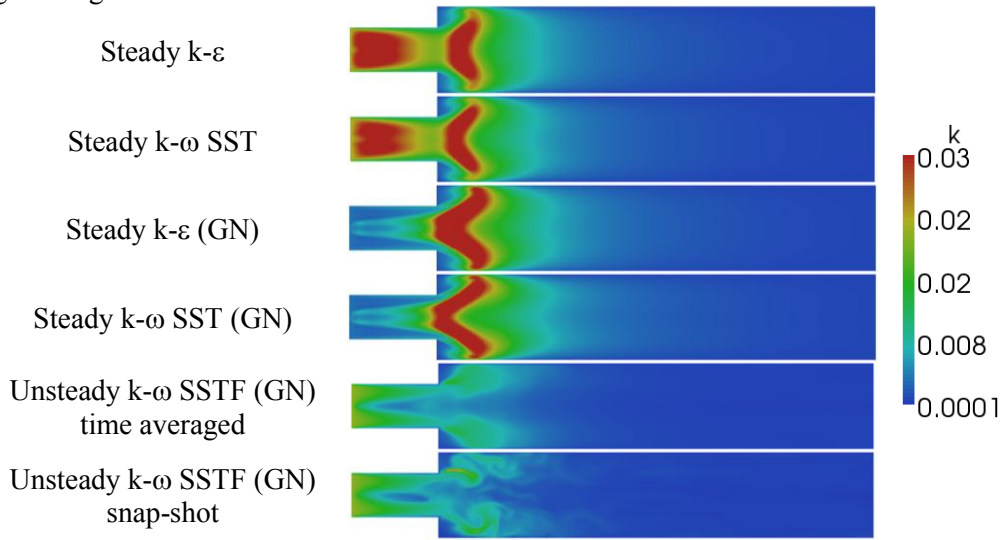 Steady k-ε
Steady k-ω SST
Steady k-ε (GN)
Steady k-ω SST (GN)
Unsteady k-ω SSTF (GN)
time averaged
Unsteady k-ω SSTF (GN)
snap-shot
k
0.03
0.02
0.02
0.008
0.0001